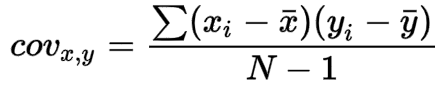 cov_{x,y} = \frac{\sum (x_i - \bar{x})(y_i - \bar{y})}{N - 1}